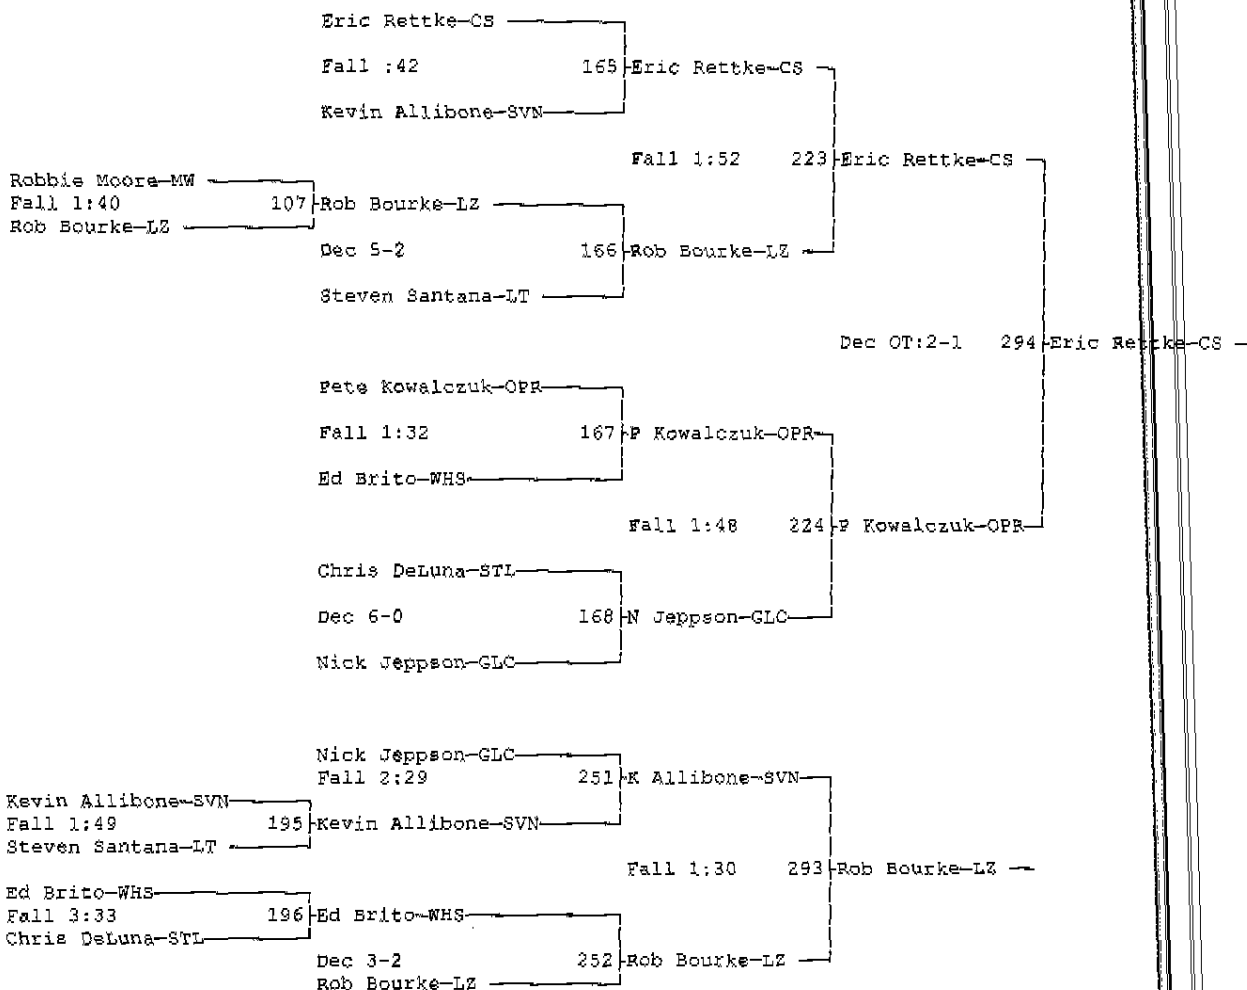 Eric Rettke-CS
Fall :42 165 Eric Rettke-CS
Kevin Allibone-SVN
Fall 1:52 223 Eric Rettke-CS
Robbie Moore-MW
Fall 1:40 107 Rob Bourke-LZ
Rob Bourke-LZ
Dec 5-2 166 Rob Bourke-LZ
Steven Santana-LT
Dec OT:2-1 294 Eric Rettke-CS
Pete Kowalczuk-OPR
Fall 1:32 167 P Kowalczuk-OPR
Ed Brito-WHS
Fall 1:48 224 P Kowalczuk-OPR
Chris DeLuna-STL
Dec 6-0 168 N Jeppson-GLC
Nick Jeppson-GLC
Nick Jeppson-GLC
Fall 2:29 251 K Allibone-SVN
Kevin Allibone-SVN
Fall 1:49 195 Kevin Allibone-SVN
Steven Santana-LT
Fall 1:30 293 Rob Bourke-LZ
Ed Brito-WHS
Fall 3:33 196 Ed Brito-WHS
Chris DeLuna-STL
Dec 3-2 252 Rob Bourke-LZ
Rob Bourke-LZ